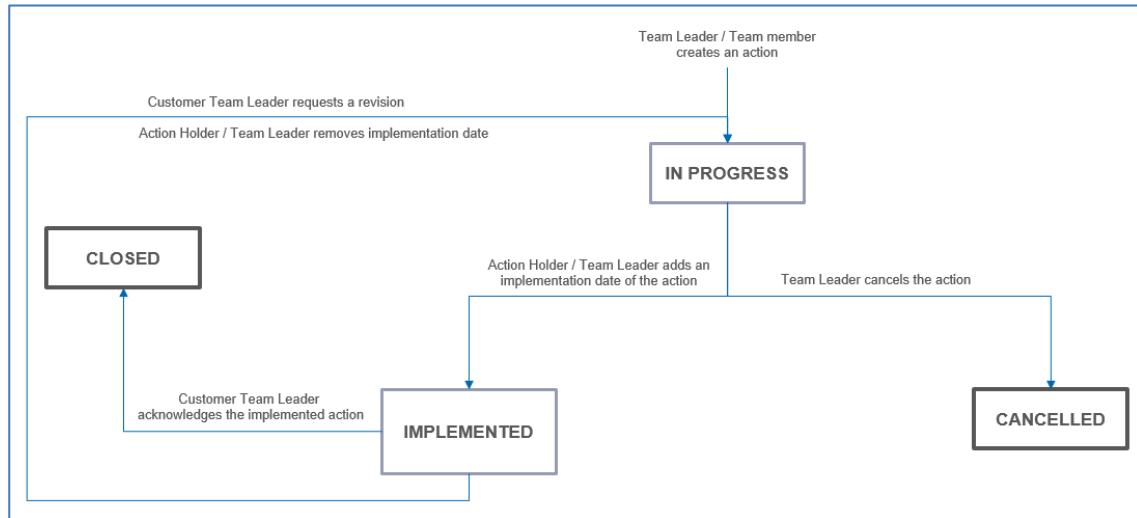 Team Leader / Team member
creates an action
Customer Team Leader requests a revision
Action Holder / Team Leader removes implementation date
IN PROGRESS
CLOSED
Action Holder / Team Leader adds an
implementation date of the action
Team Leader cancels the action
Customer Team Leader
acknowledges the implemented action
IMPLEMENTED
CANCELLED